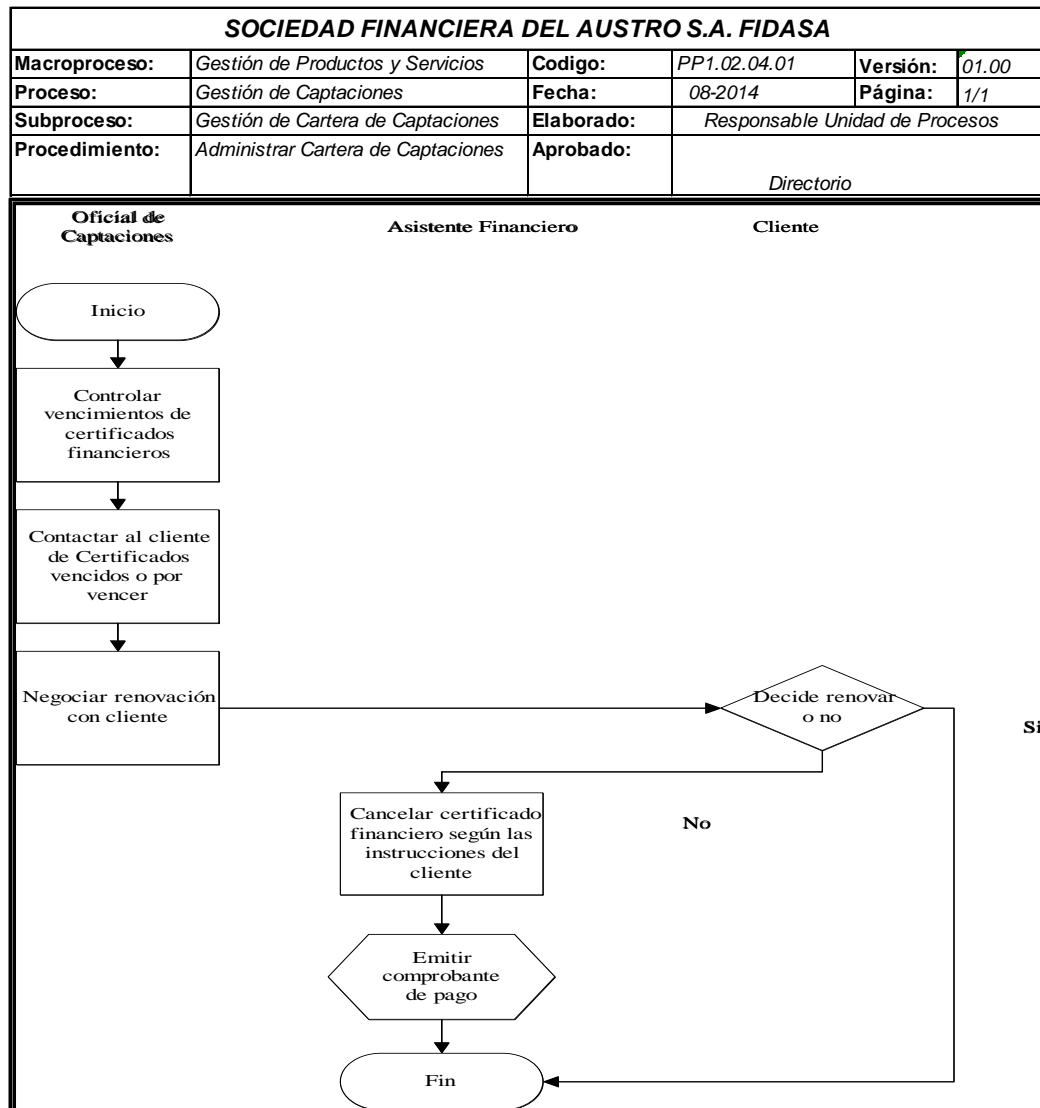 SOCIEDAD FINANCIERA DEL AUSTRO S.A. FIDASA
Macroproceso: Gestión de Productos y Servicios Codigo: PP1.02.04.01 Versión: 01.00
Proceso: Gestión de Captaciones Fecha: 08-2014 Página: 1/1
Subproceso: Gestión de Cartera de Captaciones Elaborado: Responsable Unidad de Procesos
Procedimiento: Administrar Cartera de Captaciones Aprobado:
Directorio
Oficial de
Captaciones
Asistente Financiero
Cliente
Inicio
Controlar
vencimientos de
certificados
financieros
Contactar al cliente
de Certificados
vencidos o por
vencer
Negociar renovación
con cliente
Decide renovar
o no
Si
No
Cancelar certificado
financiero según las
instrucciones del
cliente
Emitir
comprobante
de pago
Fin